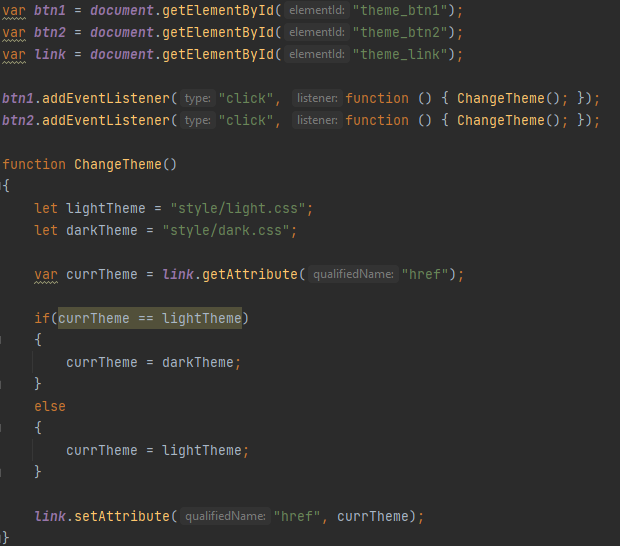 var btn1 = document.getElementById( elementId: "theme_btn1");
var btn2 = document.getElementById( elementId: "theme_btn2");
var link = document.getElementById( elementId: "theme_link");
btn1.addEventListener( type: "click", listener: function () { ChangeTheme(); });
btn2.addEventListener( type: "click", listener: function () { ChangeTheme(); });
function ChangeTheme()
{
let lightTheme = "style/light.css";
let darkTheme = "style/dark.css";
var currTheme = link.getAttribute( qualifiedName: "href");
if(currTheme == lightTheme)
{
currTheme = darkTheme;
}
else
{
currTheme = lightTheme;
}
link.setAttribute( qualifiedName: "href", currTheme);
}